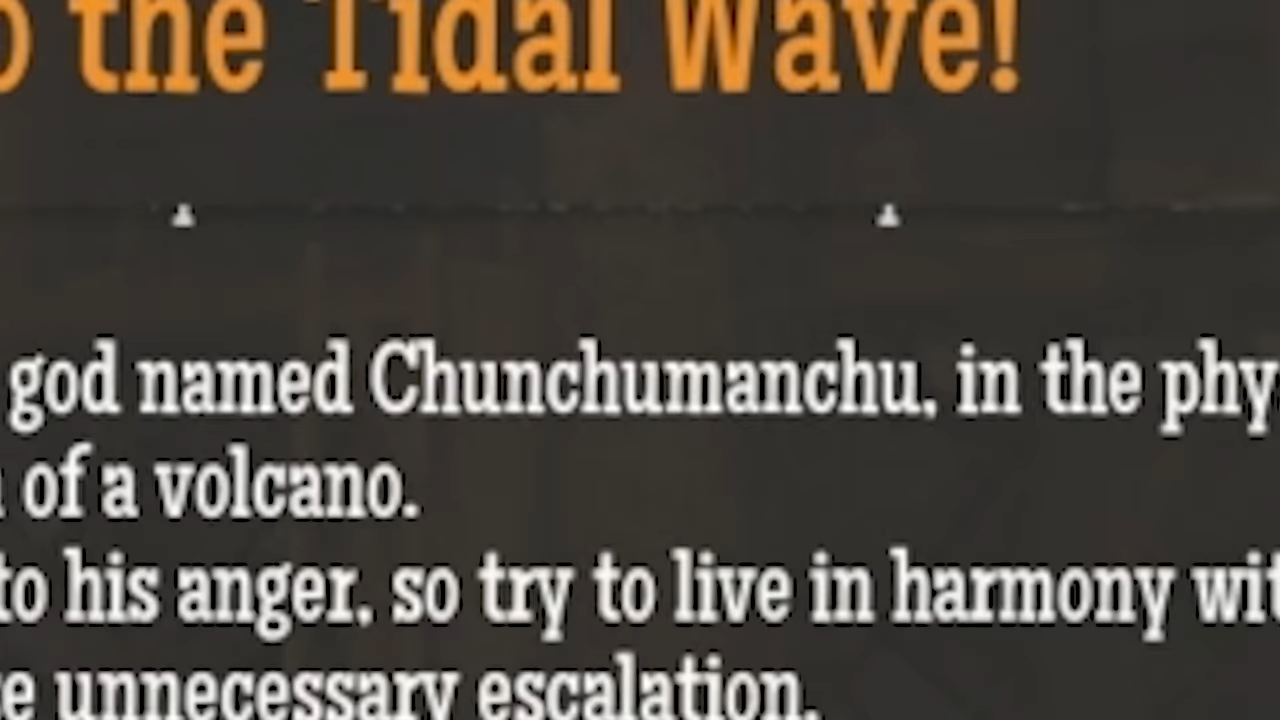 the Tidal Wave!
god named Chunchumanchu, in the phy
of a volcano.
to his anger, so try to live in harmony wit
unnecessary escalation.